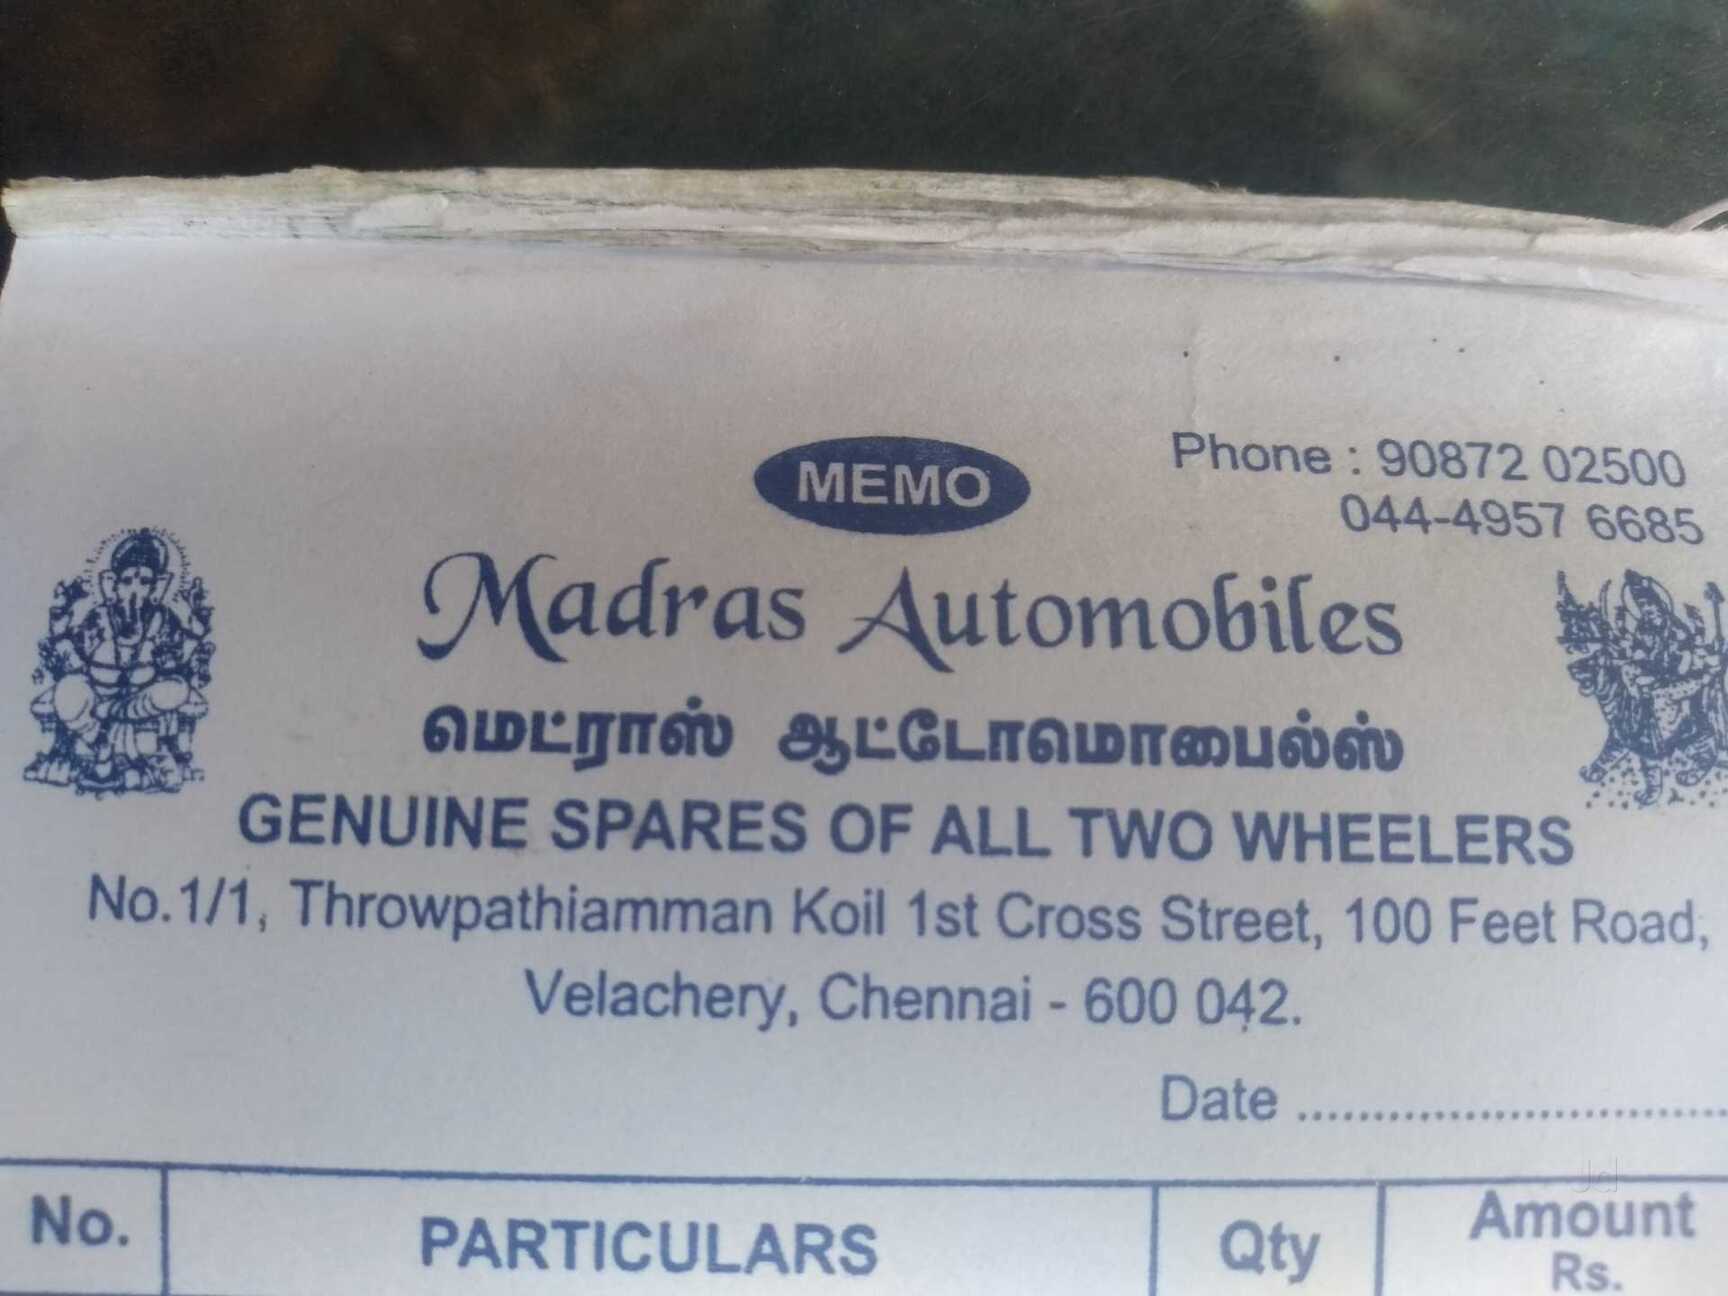 MEMO
Phone : 90872 02500
044-4957 6685
Madras Automobiles
மெட்ராஸ் ஆட்டோமொபைல்ஸ்
GENUINE SPARES OF ALL TWO WHEELERS
No.1/1, Throwpathiamman Koil 1st Cross Street, 100 Feet Road,
Velachery, Chennai - 600 042.
Date ..............................
No. PARTICULARS Qty Amount
Rs.
Jd